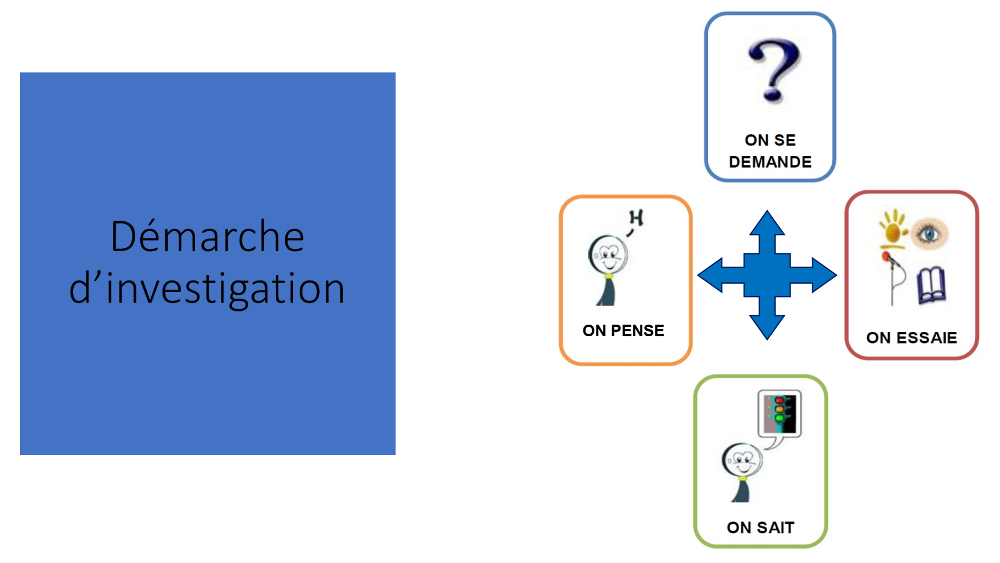 Démarche
d’investigation
ON SE
DEMANDE
H
ON PENSE
ON ESSAIE
ON SAIT